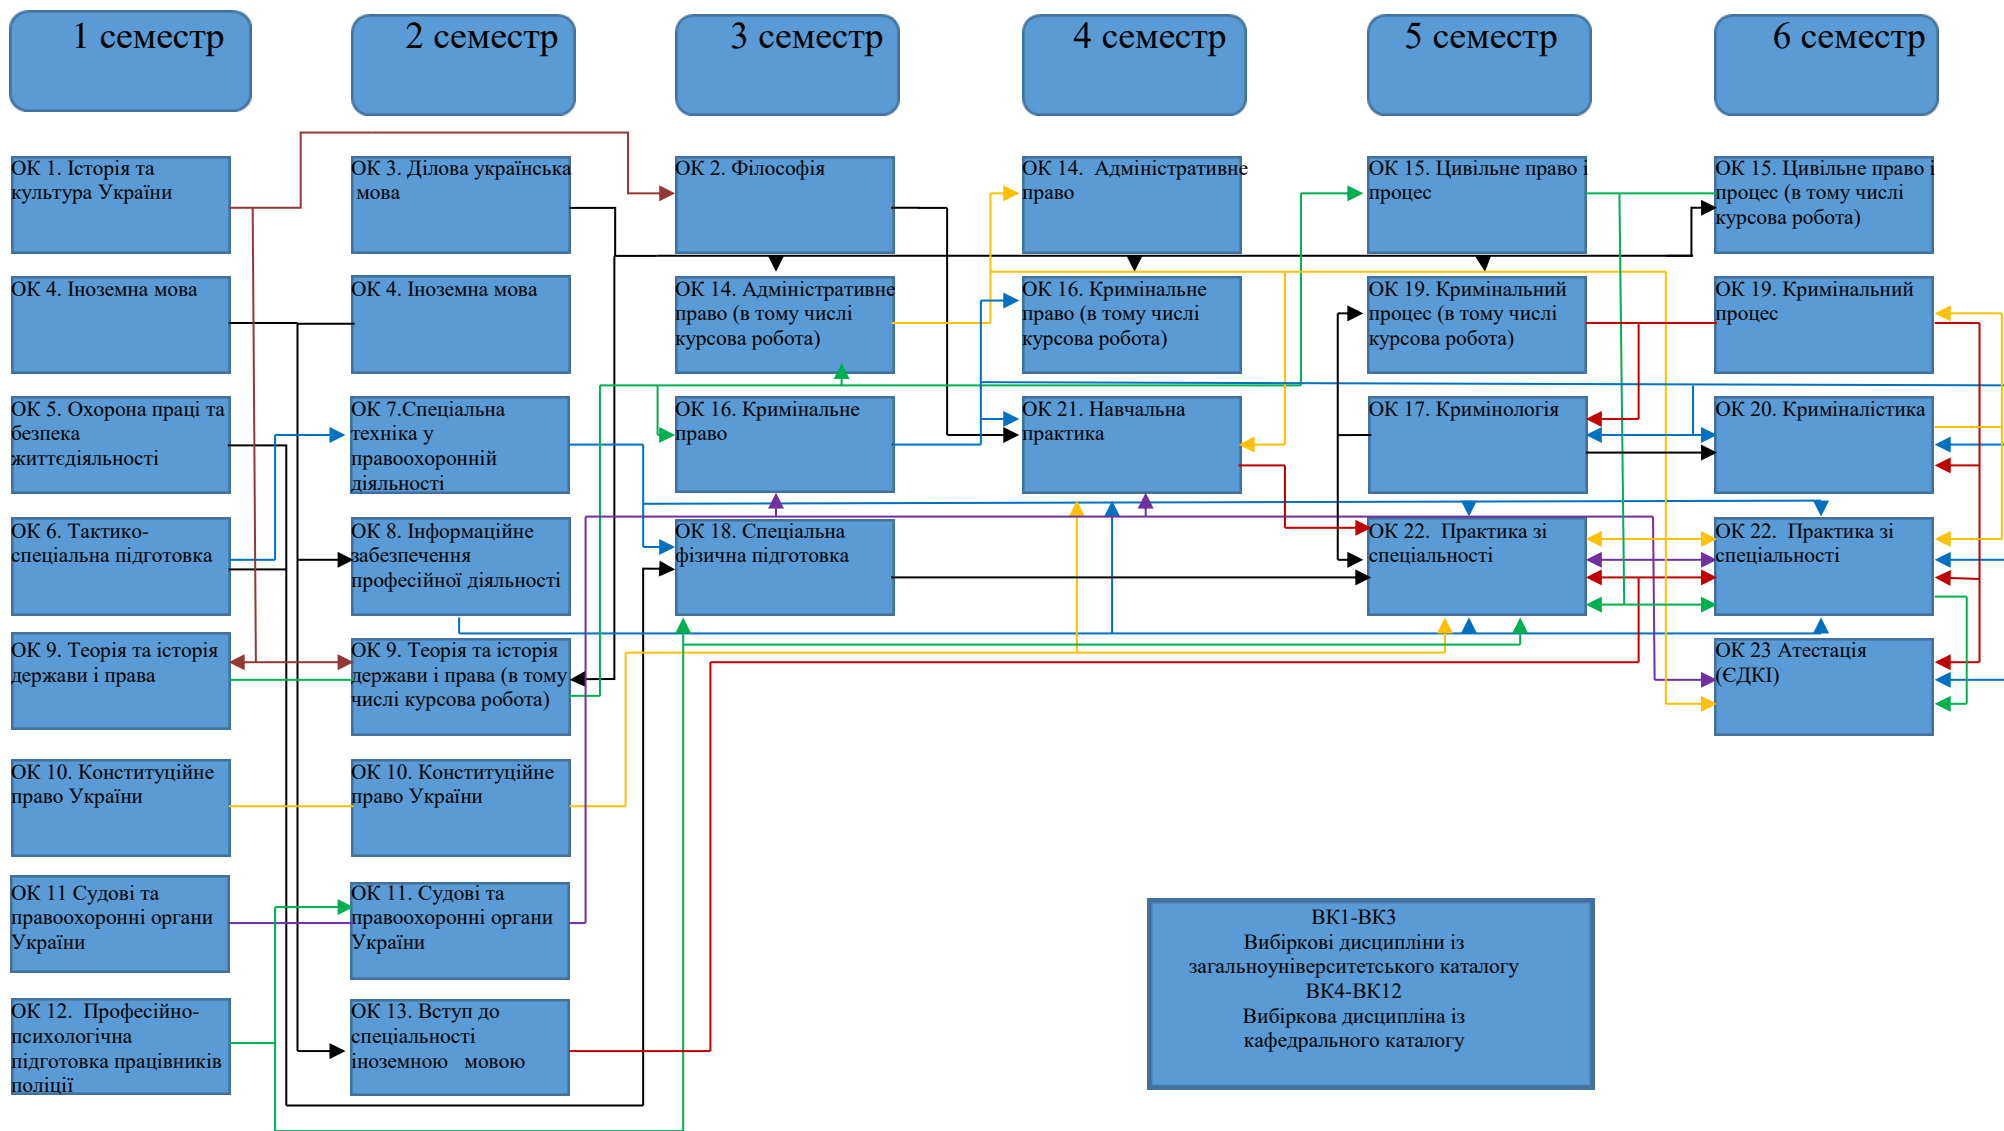 1 семестр
2 семестр
3 семестр
4 семестр
5 семестр
6 семестр
ОК 1. Історія та
культура України
ОК 4. Іноземна мова
ОК 5. Охорона праці та
безпека
життєдіяльності
ОК 6. Тактико-
спеціальна підготовка
ОК 9. Теорія та історія
держави і права
ОК 10. Конституційне
право України
ОК 11 Судові та
правоохоронні органи
України
ОК 12.  Професійно-
психологічна
підготовка працівників
поліції
ОК 3. Ділова українська
мова
ОК 4. Іноземна мова
ОК 7.Спеціальна
техніка у
правоохоронній
діяльності
ОК 8. Інформаційне
забезпечення
професійної діяльності
ОК 9. Теорія та історія
держави і права (в тому
числі курсова робота)
ОК 10. Конституційне
право України
ОК 11. Судові та
правоохоронні органи
України
ОК 13. Вступ до
спеціальності
іноземною   мовою
ОК 2. Філософія
ОК 14. Адміністративне
право (в тому числі
курсова робота)
ОК 16. Кримінальне
право
ОК 18. Спеціальна
фізична підготовка
ОК 14.  Адміністративне
право
ОК 16. Кримінальне
право (в тому числі
курсова робота)
ОК 21. Навчальна
практика
ОК 15. Цивільне право і
процес
ОК 19. Кримінальний
процес (в тому числі
курсова робота)
ОК 17. Кримінологія
ОК 22.  Практика зі
спеціальності
ОК 15. Цивільне право і
процес (в тому числі
курсова робота)
ОК 19. Кримінальний
процес
ОК 20. Криміналістика
ОК 22.  Практика зі
спеціальності
ОК 23 Атестація
(ЄДКІ)
ВК1-ВК3
Вибіркові дисципліни із
загальноуніверситетського каталогу
ВК4-ВК12
Вибіркова дисципліна із
кафедрального каталогу